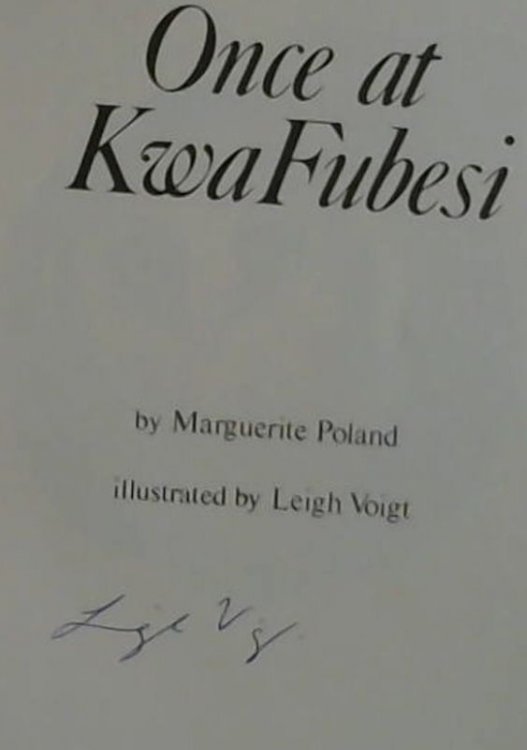 Once at
KwaFubesi
by Marguerite Poland
illustrated by Leigh Voigt